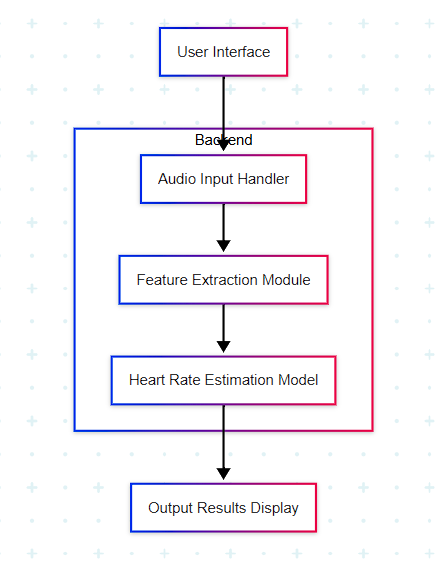 User Interface
Backend
Audio Input Handler
Feature Extraction Module
Heart Rate Estimation Model
Output Results Display